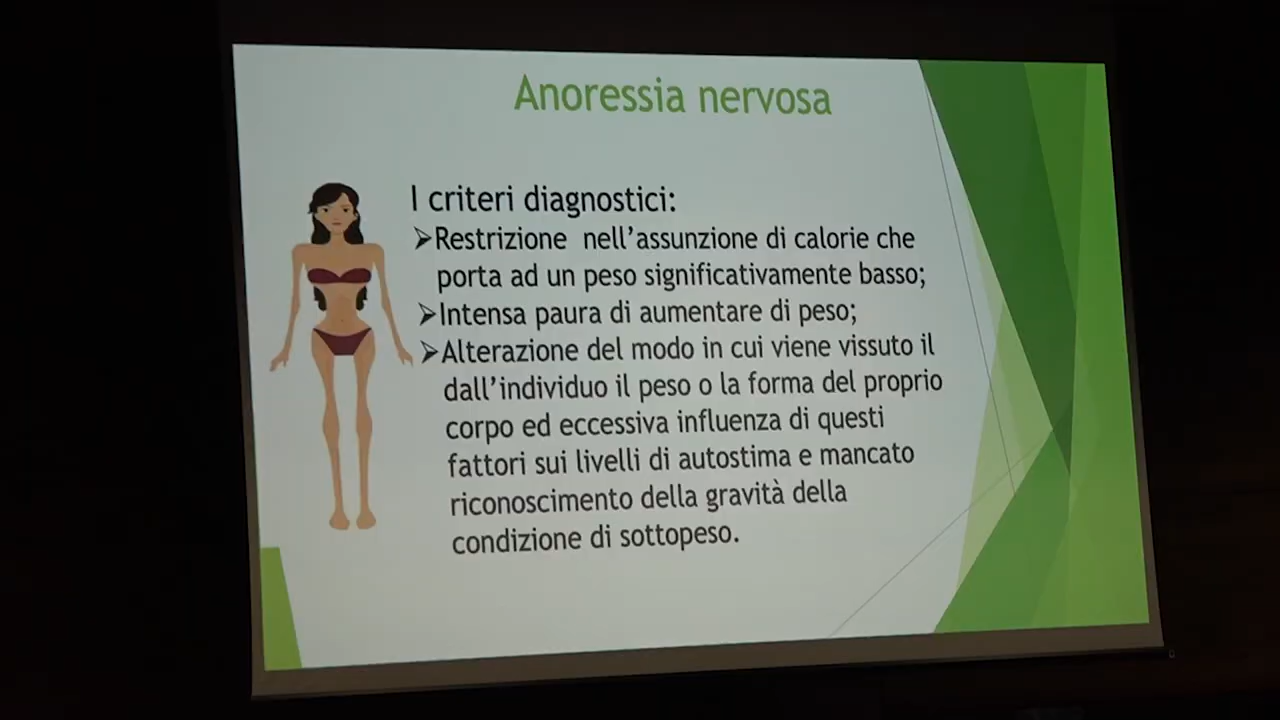 Anoressia nervosa
I criteri diagnostici:
➢Restrizione nell'assunzione di calorie che
porta ad un peso significativamente basso;
➢Intensa paura di aumentare di peso;
➢Alterazione del modo in cui viene vissuto il
dall'individuo il peso o la forma del proprio
corpo ed eccessiva influenza di questi
fattori sui livelli di autostima e mancato
riconoscimento della gravità della
condizione di sottopeso.